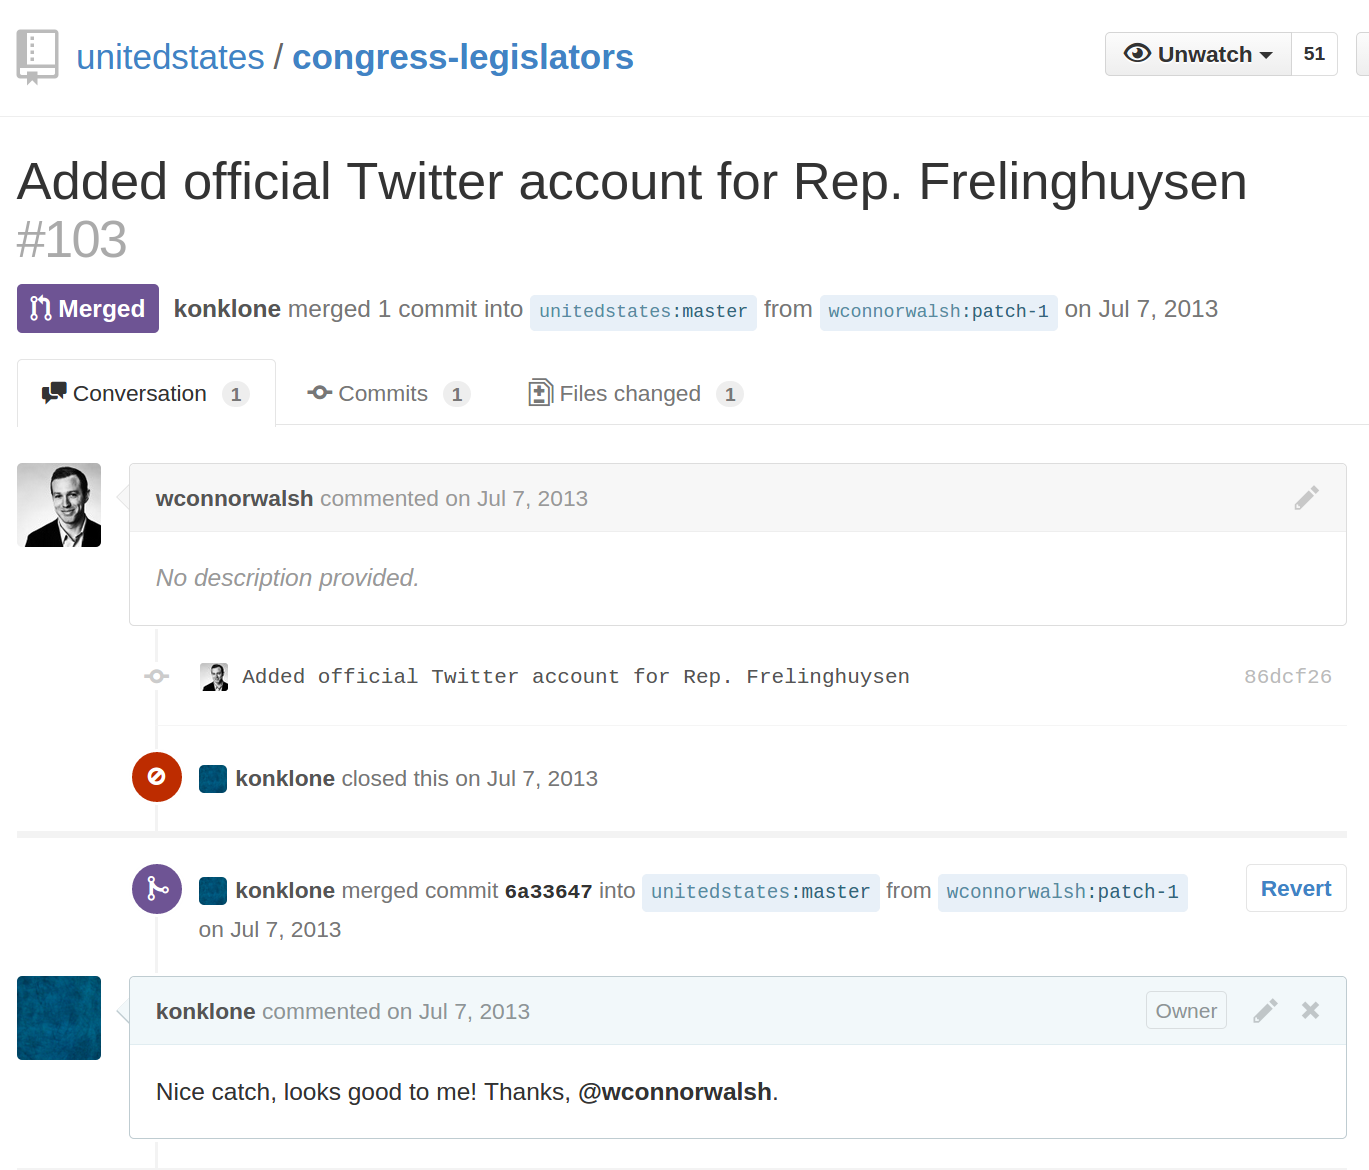 unitedstates / congress-legislators
Unwatch 51
Added official Twitter account for Rep. Frelinghuysen
#103
Merged konklone merged 1 commit into unitedstates:master from wconnorwalsh:patch-1 on Jul 7, 2013
Conversation 1 Commits 1 Files changed 1
wconnorwalsh commented on Jul 7, 2013
No description provided.
Added official Twitter account for Rep. Frelinghuysen 86dcf26
konklone closed this on Jul 7, 2013
konklone merged commit 6a33647 into unitedstates:master from wconnorwalsh:patch-1 Revert
on Jul 7, 2013
konklone commented on Jul 7, 2013 Owner
Nice catch, looks good to me! Thanks, @wconnorwalsh.